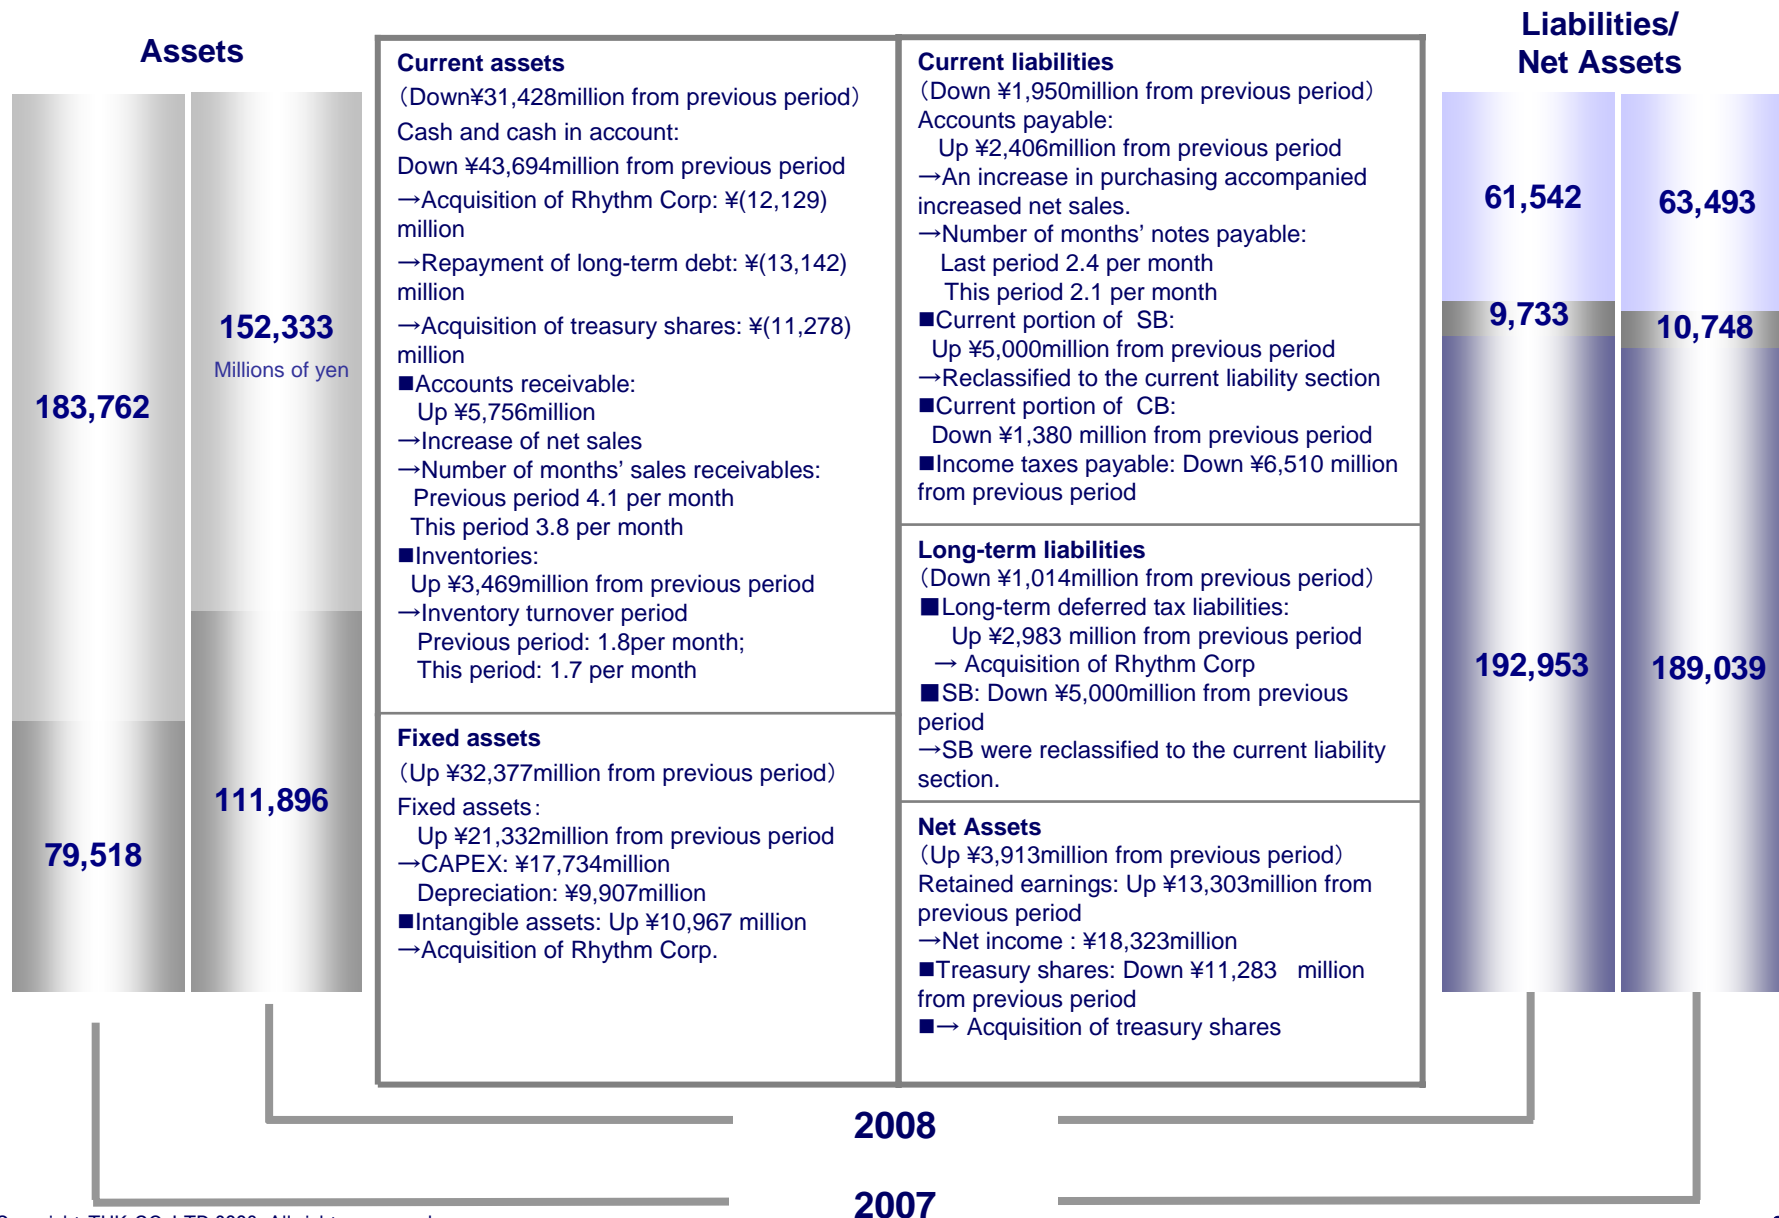 Assets
Liabilities/
Net Assets
183,762
79,518
152,333
Millions of yen
111,896
Current assets
（Down¥31,428million from previous period）
Cash and cash in account:
Down ¥43,694million from previous period
→Acquisition of Rhythm Corp: ¥(12,129)
million
→Repayment of long-term debt: ¥(13,142)
million
→Acquisition of treasury shares: ¥(11,278)
million
■Accounts receivable:
Up ¥5,756million
→Increase of net sales
→Number of months’ sales receivables:
Previous period 4.1 per month
This period 3.8 per month
■Inventories:
Up ¥3,469million from previous period
→Inventory turnover period
Previous period: 1.8per month;
This period: 1.7 per month
Fixed assets
（Up ¥32,377million from previous period）
Fixed assets：
Up ¥21,332million from previous period
→CAPEX: ¥17,734million
Depreciation: ¥9,907million
■Intangible assets: Up ¥10,967 million
→Acquisition of Rhythm Corp.
Current liabilities
（Down ¥1,950million from previous period）
Accounts payable:
Up ¥2,406million from previous period
→An increase in purchasing accompanied
increased net sales.
→Number of months’ notes payable:
Last period 2.4 per month
This period 2.1 per month
■Current portion of SB:
Up ¥5,000million from previous period
→Reclassified to the current liability section
■Current portion of CB:
Down ¥1,380 million from previous period
■Income taxes payable: Down ¥6,510 million
from previous period
Long-term liabilities
（Down ¥1,014million from previous period）
■Long-term deferred tax liabilities:
Up ¥2,983 million from previous period
→ Acquisition of Rhythm Corp
■SB: Down ¥5,000million from previous
period
→SB were reclassified to the current liability
section.
Net Assets
（Up ¥3,913million from previous period）
Retained earnings: Up ¥13,303million from
previous period
→Net income : ¥18,323million
■Treasury shares: Down ¥11,283 million
from previous period
■→ Acquisition of treasury shares
61,542
9,733
192,953
63,493
10,748
189,039
2008
2007